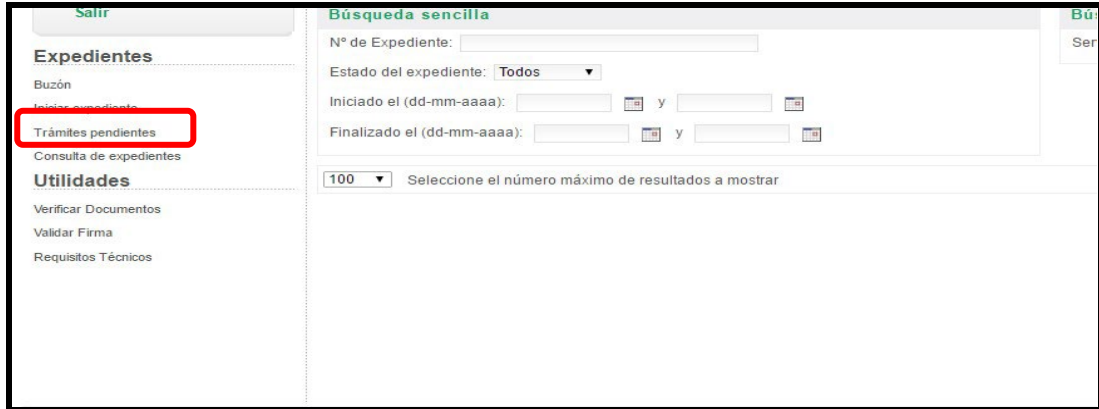 Salir
Expedientes
Buzón
Iniciar expediente
Trámites pendientes
Consulta de expedientes
Utilidades
Verificar Documentos
Validar Firma
Requisitos Técnicos
Búsqueda sencilla
Nº de Expediente:
Estado del expediente: Todos
Iniciado el (dd-mm-aaaa): y
Finalizado el (dd-mm-aaaa): y
100 Seleccione el número máximo de resultados a mostrar